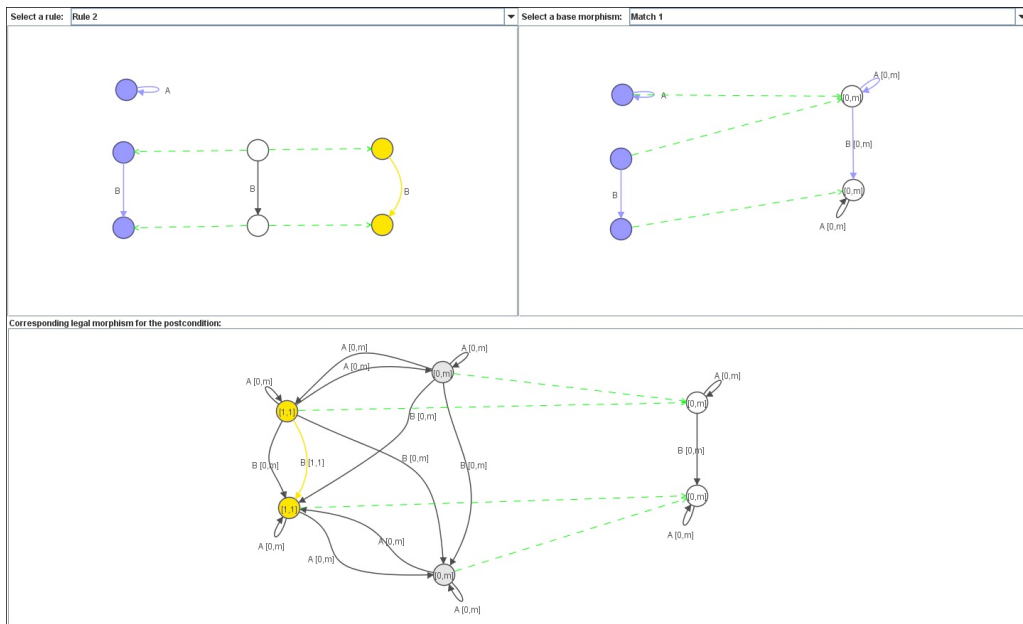 Select a rule: Rule 2
Select a base morphism: Match 1
A
B
B
B
A
B
[0,m]
A [0,m]
B [0,m]
[0,m]
A [0,m]
Corresponding legal morphism for the postcondition:
A [0,m]
A [0,m]
A [0,m]
[0,m]
A [0,m]
[1,1]
B [0,m]
B [0,m]
B [1,1]
B [0,m]
B [0,m]
[1,1]
A [0,m]
A [0,m]
A [0,m]
[0,m]
A [0,m]
A [0,m]
[0,m]
B [0,m]
[0,m]
A [0,m]